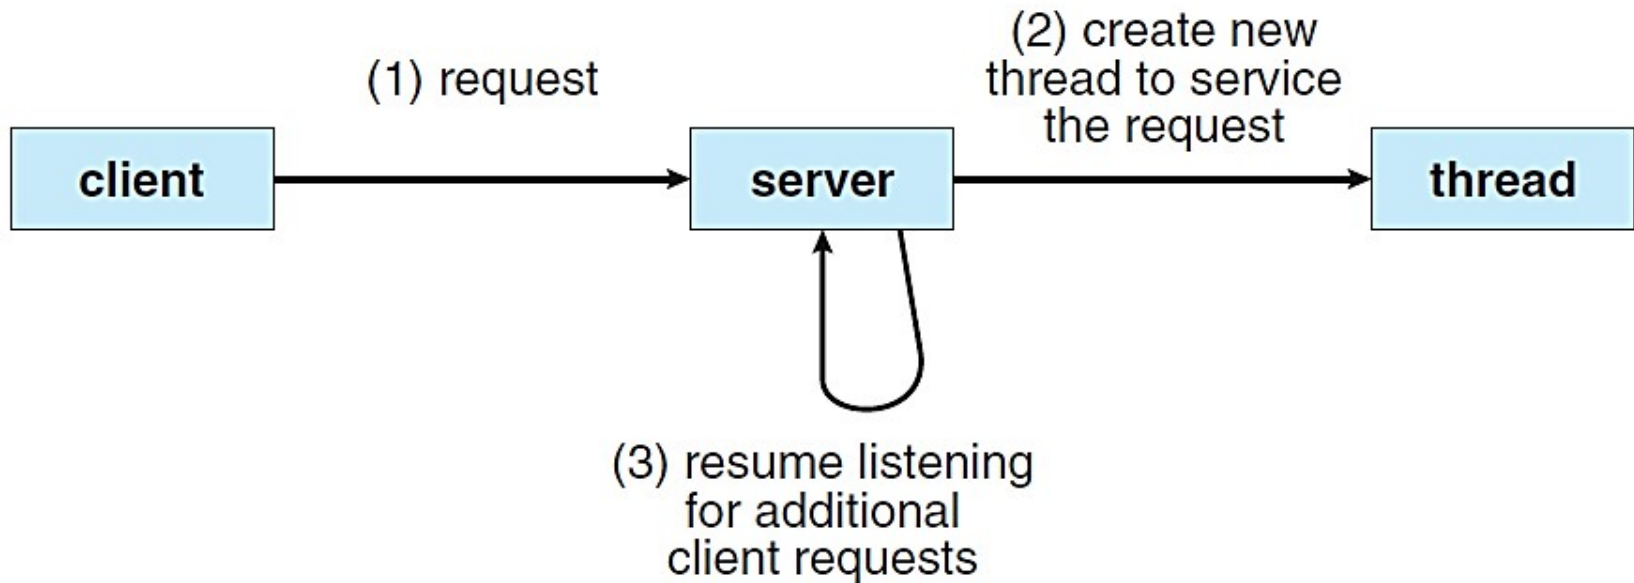 (1) request
(2) create new
thread to service
the request
client
server
thread
(3) resume listening
for additional
client requests